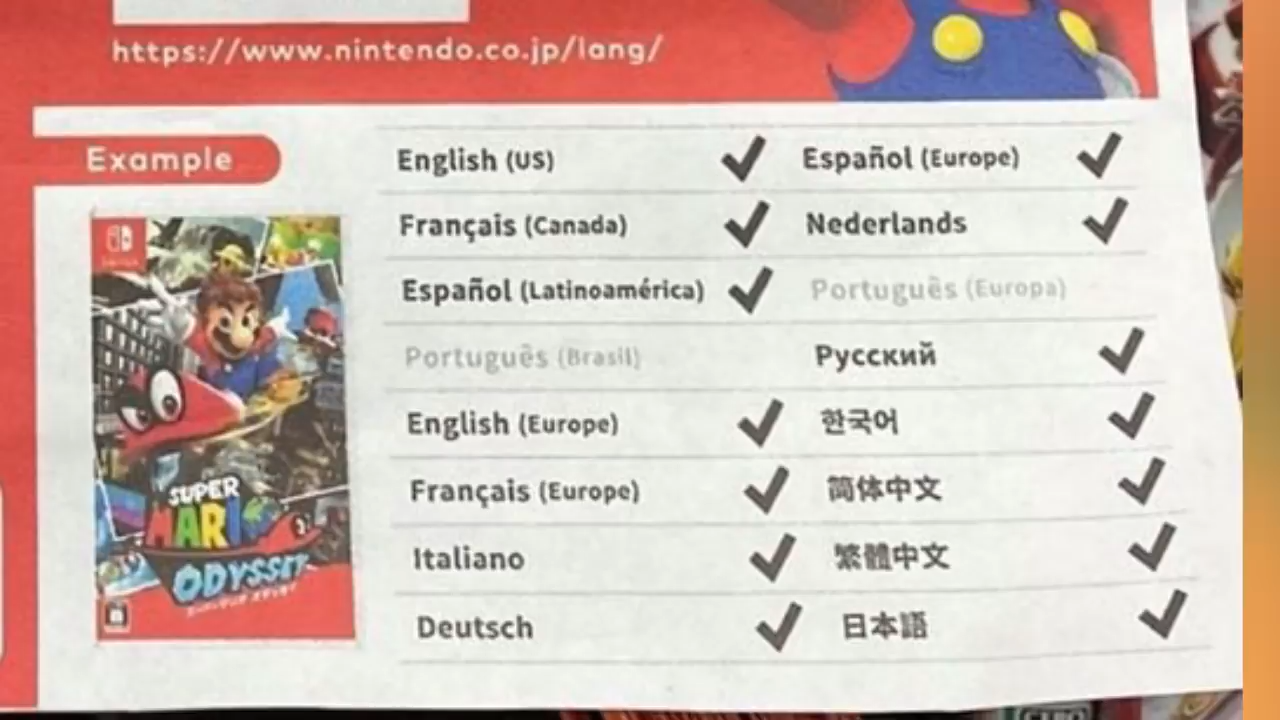 https://www.nintendo.co.jp/lang/
Example
English (US) ✔ Español (Europe) ✔
Français (Canada) ✔ Nederlands ✔
Español (Latinoamérica) ✔ Português (Europa)
Português (Brasil) Русский ✔
English (Europe) ✔ 한국어 ✔
Français (Europe) ✔ 简体中文 ✔
Italiano ✔ 繁體中文 ✔
Deutsch ✔ 日本語 ✔
SUPER
MARIO
ODYSSEY